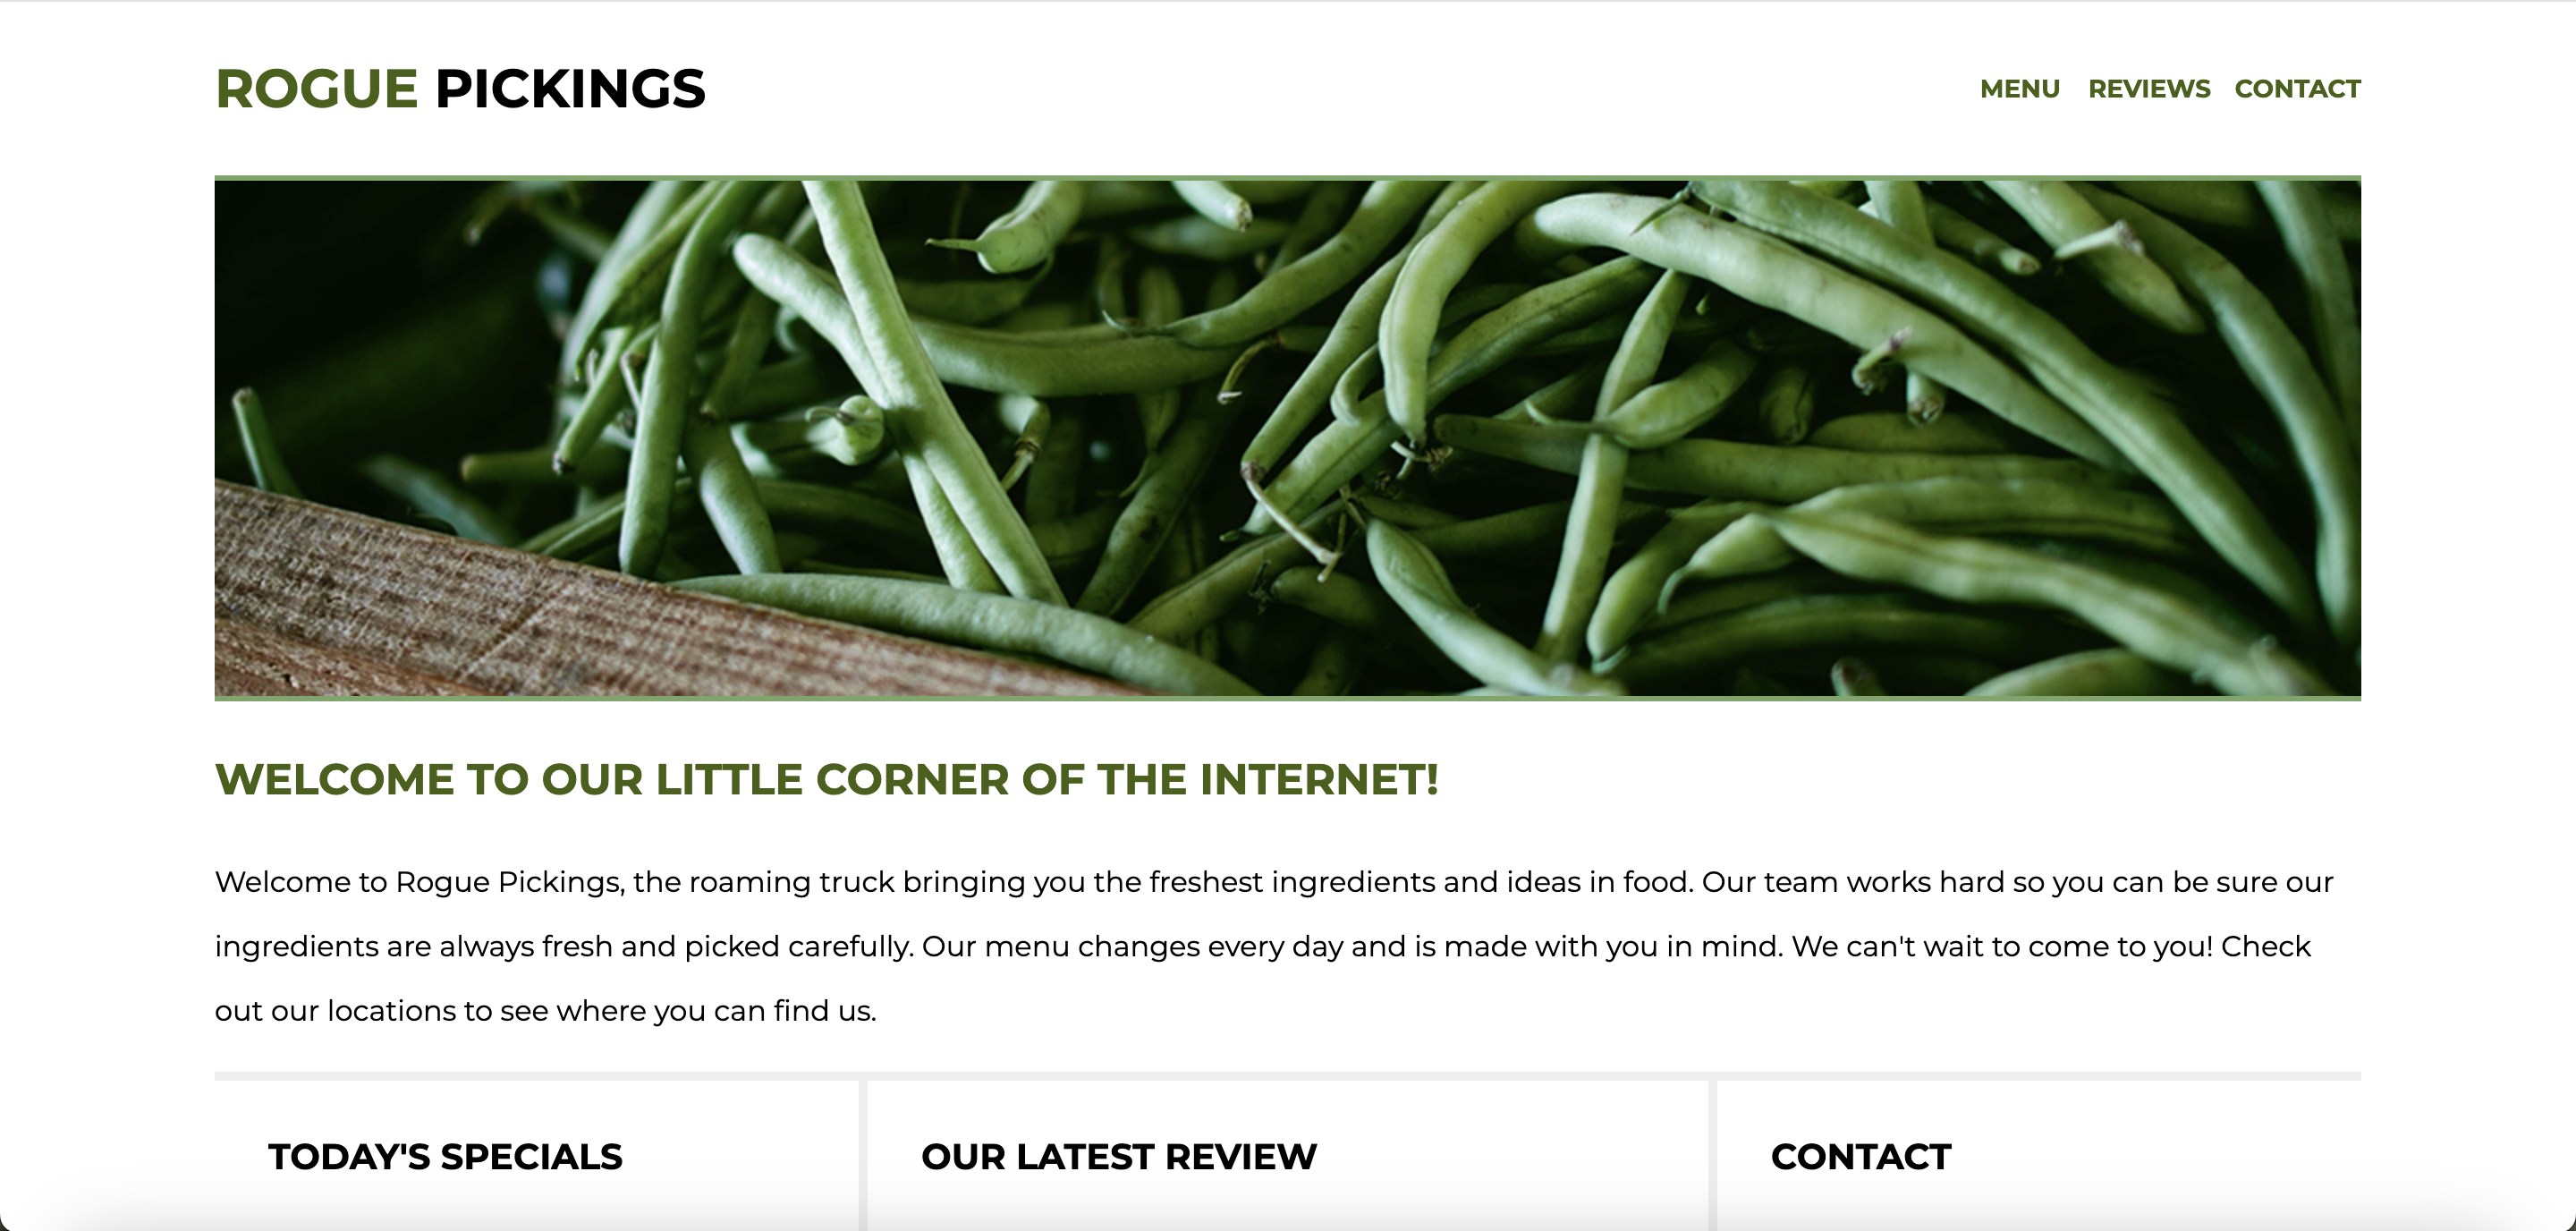 ROGUE PICKINGS
MENU REVIEWS CONTACT
WELCOME TO OUR LITTLE CORNER OF THE INTERNET!
Welcome to Rogue Pickings, the roaming truck bringing you the freshest ingredients and ideas in food. Our team works hard so you can be sure our
ingredients are always fresh and picked carefully. Our menu changes every day and is made with you in mind. We can't wait to come to you! Check
out our locations to see where you can find us.
TODAY'S SPECIALS
OUR LATEST REVIEW
CONTACT